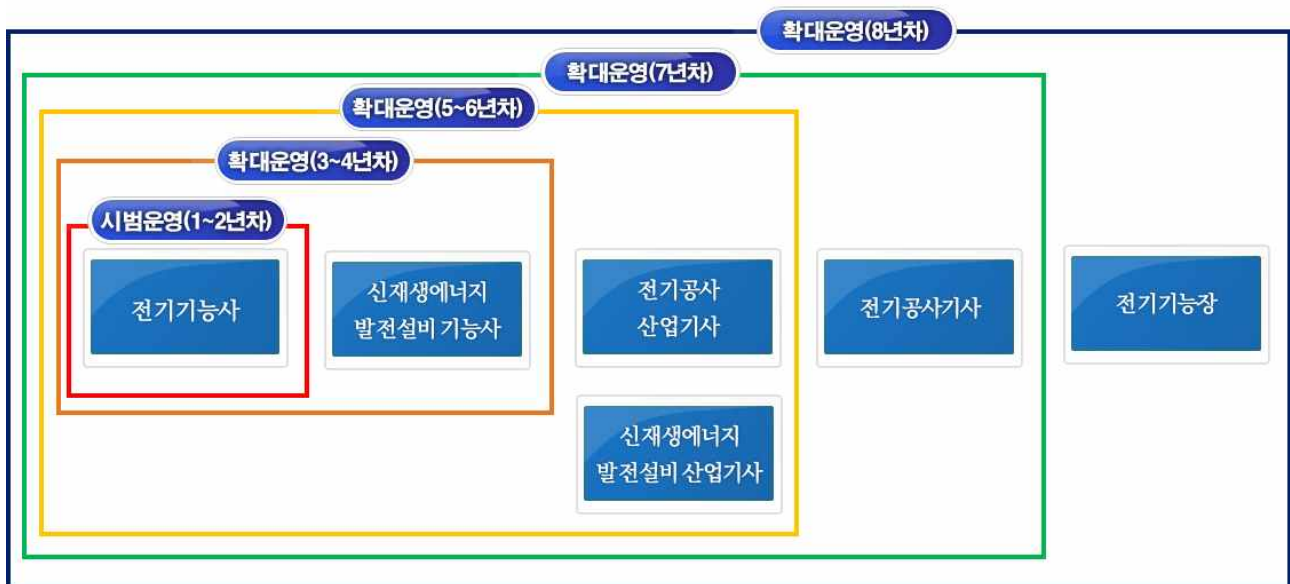 확대운영(8년차)
확대운영(7년차)
확대운영(5~6년차)
확대운영(3~4년차)
시범운영(1~2년차)
전기기능사
신재생에너지
발전설비 기능사
전기공사
산업기사
전기공사기사
전기기능장
신재생에너지
발전설비 산업기사